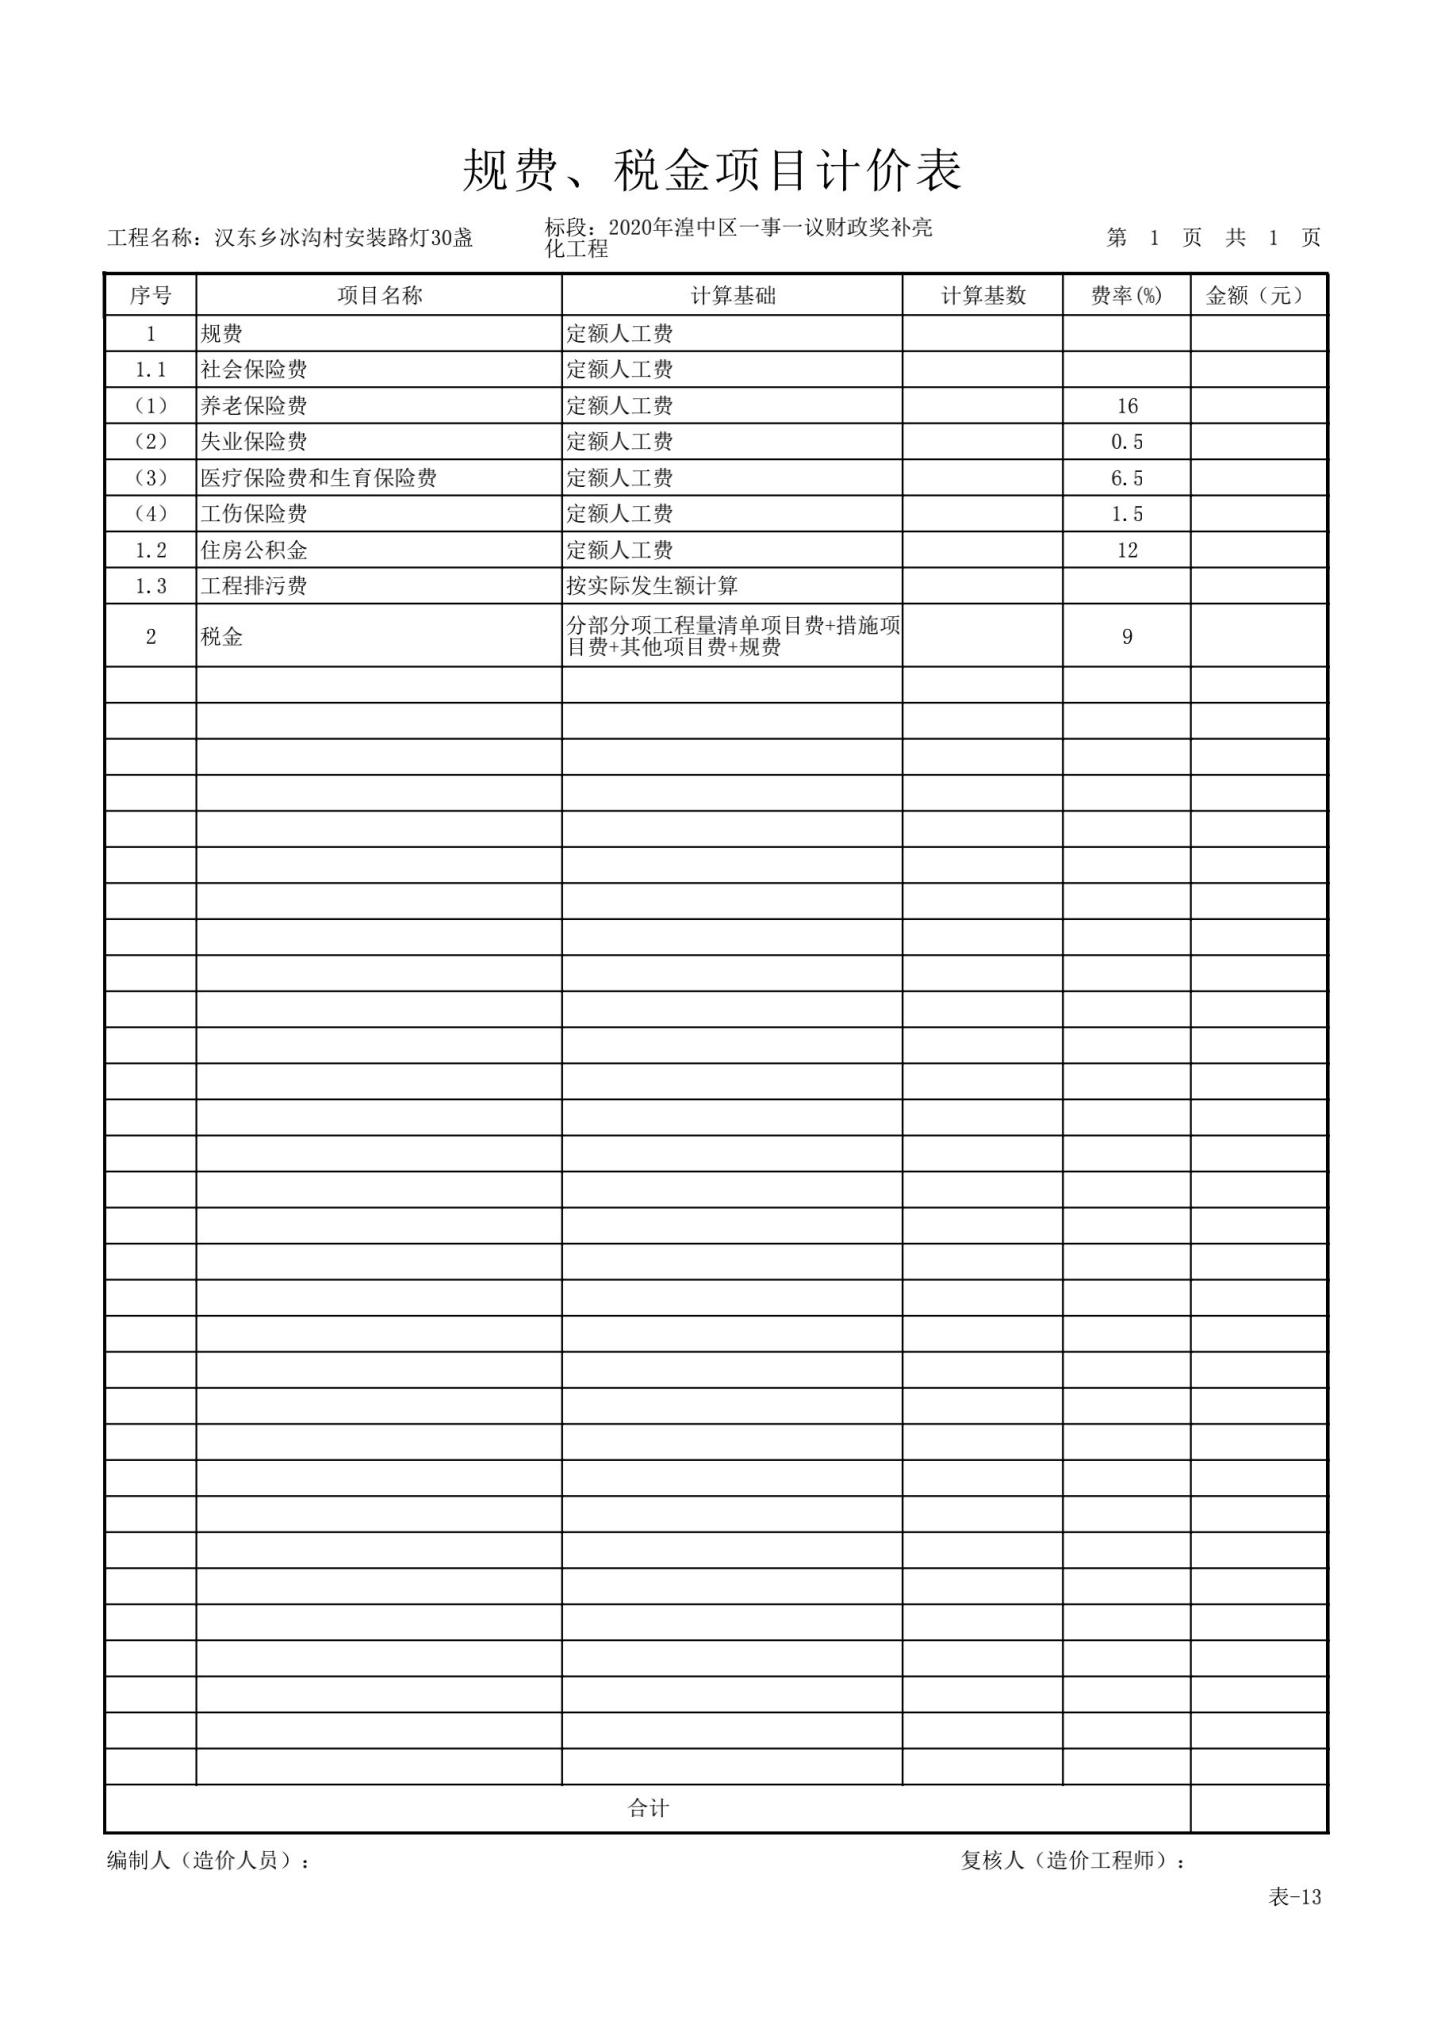 规费、税金项目计价表
工程名称：汉东乡冰沟村安装路灯30盏 标段：2020年湟中区一事一议财政奖补亮化工程 第 1 页 共 1 页
序号 项目名称 计算基础 计算基数 费率(%) 金额（元）
1 规费 定额人工费
1.1 社会保险费 定额人工费
（1） 养老保险费 定额人工费 16
（2） 失业保险费 定额人工费 0.5
（3） 医疗保险费和生育保险费 定额人工费 6.5
（4） 工伤保险费 定额人工费 1.5
1.2 住房公积金 定额人工费 12
1.3 工程排污费 按实际发生额计算
2 税金 分部分项工程量清单项目费+措施项目费+其他项目费+规费 9
合计
编制人（造价人员）： 复核人（造价工程师）：
表-13